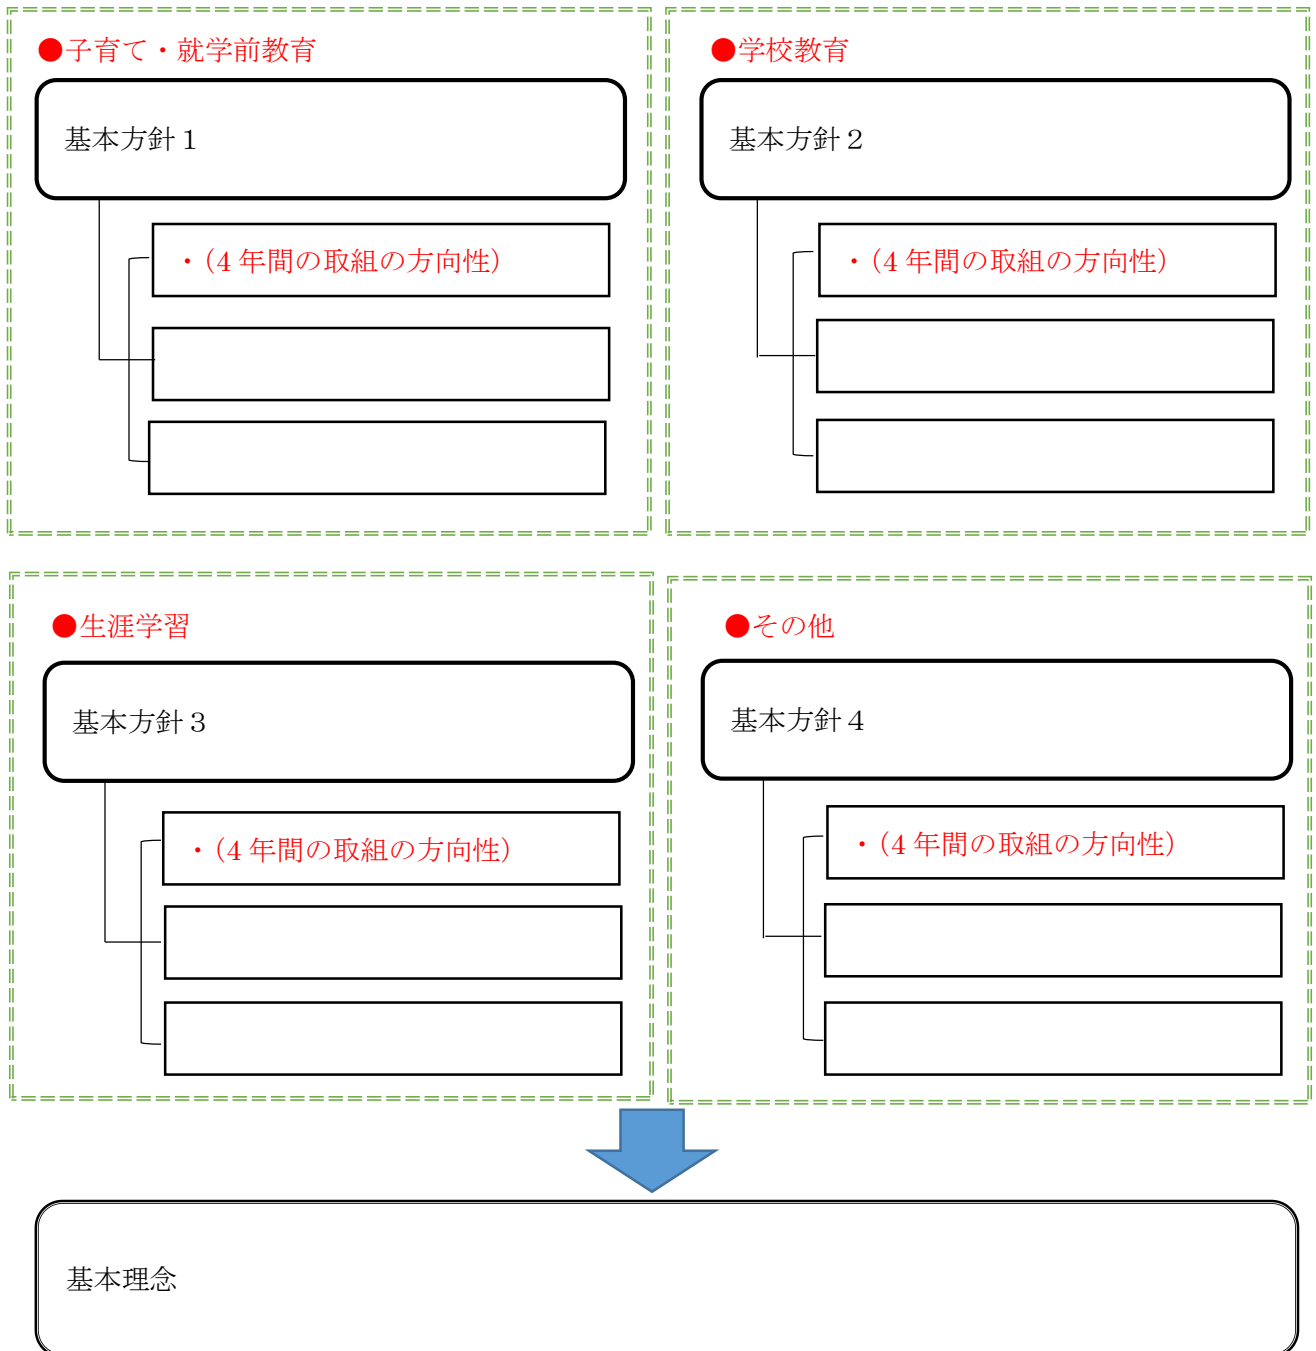 ●子育て・就学前教育
基本方針１
・（4 年間の取組の方向性）
●学校教育
基本方針２
・（4 年間の取組の方向性）
●生涯学習
基本方針３
・（4 年間の取組の方向性）
●その他
基本方針４
・（4 年間の取組の方向性）
基本理念